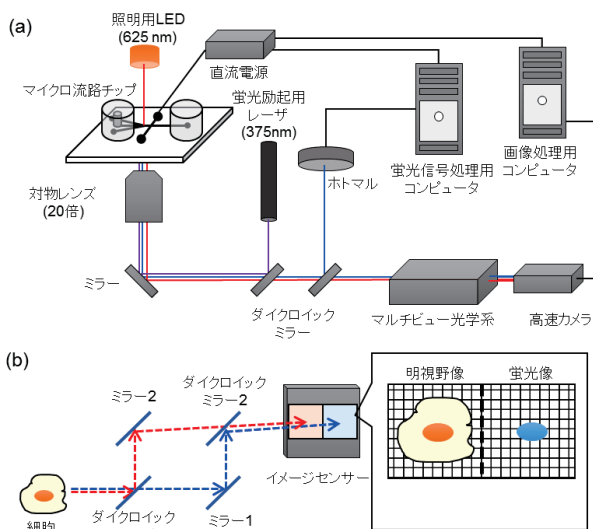 (a)
照明用LED
(625 nm)
直流電源
マイクロ流路チップ
蛍光励起用
レーザ
(375nm)
対物レンズ
(20倍)
ホトマル
蛍光信号処理用
コンピュータ
画像処理用
コンピュータ
ミラー
ダイクロイック
ミラー
マルチビュー光学系
高速カメラ
(b)
ミラー2
ダイクロイック
ミラー2
明視野像
蛍光像
イメージセンサー
細胞
ダイクロイック
ミラー1